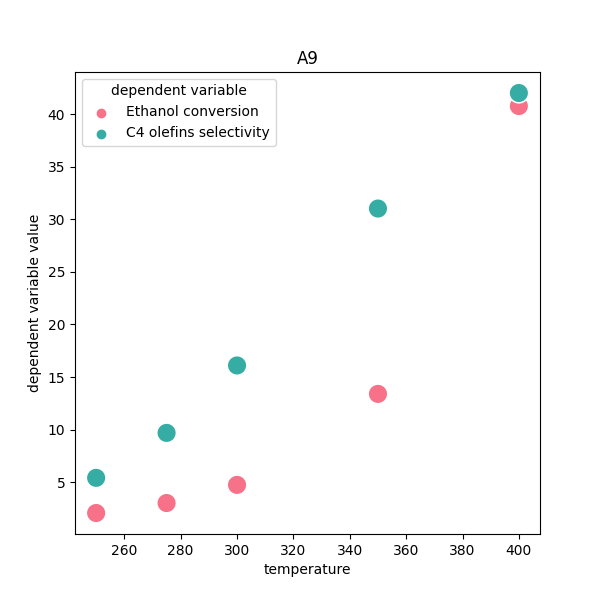 A9
dependent variable
Ethanol conversion
C4 olefins selectivity
40
35
30
25
20
15
10
5
dependent variable value
260 280 300 320 340 360 380 400
temperature